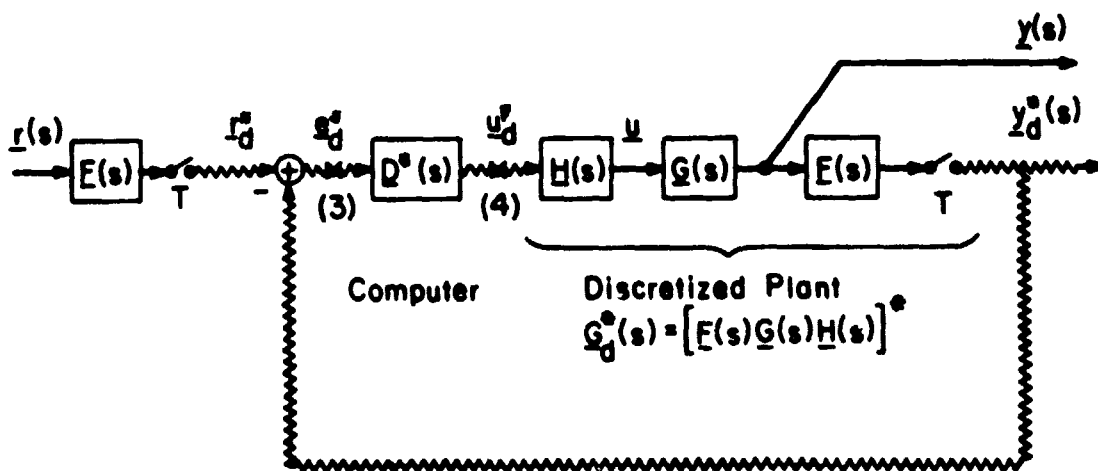 y(s)
r(s)
r*d
e*d
u*d
u
y*d(s)
F(s)
T
-
+
D*(s)
H(s)
G(s)
F(s)
T
(3)
(4)
Computer
Discretized Plant
G*d(s) = [F(s)G(s)H(s)]*